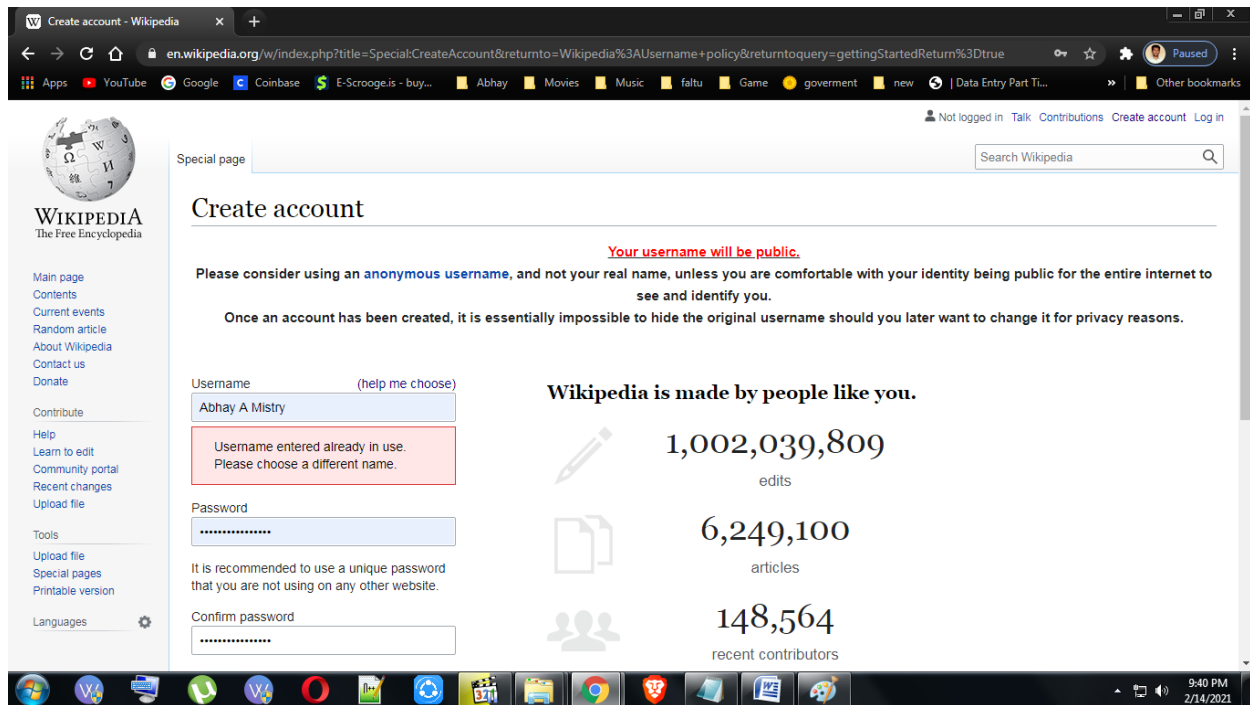 Create account - Wikipedia
en.wikipedia.org/w/index.php?title=Special:CreateAccount&returnto=Wikipedia%3AUsername+policy&returntoquery=gettingStartedReturn%3Dtrue
Paused
Apps YouTube Google Coinbase E-Scrooge.is - buy... Abhay Movies Music faltu Game goverment new | Data Entry Part Ti... » Other bookmarks
Not logged in Talk Contributions Create account Log in
Special page
Search Wikipedia
WIKIPEDIA
The Free Encyclopedia
Main page
Contents
Current events
Random article
About Wikipedia
Contact us
Donate
Contribute
Help
Learn to edit
Community portal
Recent changes
Upload file
Tools
Upload file
Special pages
Printable version
Languages
Create account
Your username will be public.
Please consider using an anonymous username, and not your real name, unless you are comfortable with your identity being public for the entire internet to
see and identify you.
Once an account has been created, it is essentially impossible to hide the original username should you later want to change it for privacy reasons.
Username (help me choose)
Abhay A Mistry
Username entered already in use.
Please choose a different name.
Password
••••••••••••••••
It is recommended to use a unique password
that you are not using on any other website.
Confirm password
••••••••••••••••
Wikipedia is made by people like you.
1,002,039,809
edits
6,249,100
articles
148,564
recent contributors
9:40 PM
2/14/2021